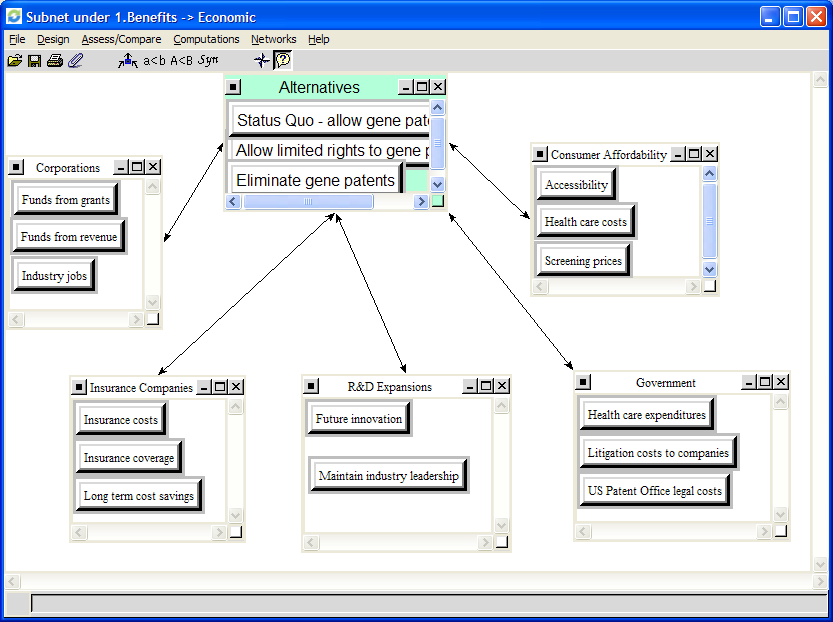 Subnet under 1.Benefits -> Economic
File Design Assess/Compare Computations Networks Help
a<b A<B Syn
Alternatives
Status Quo - allow gene
Allow limited rights to gene
Eliminate gene patents
Corporations
Funds from grants
Funds from revenue
Industry jobs
Consumer Affordability
Accessibility
Health care costs
Screening prices
Insurance Companies
Insurance costs
Insurance coverage
Long term cost savings
R&D Expansions
Future innovation
Maintain industry leadership
Government
Health care expenditures
Litigation costs to companies
US Patent Office legal costs